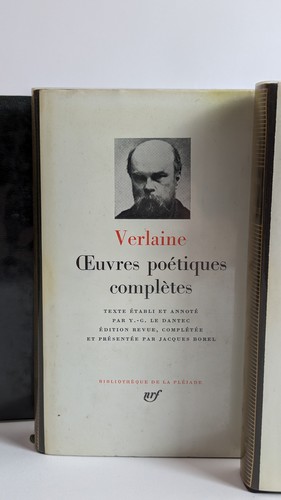 Verlaine
Œuvres poétiques
complètes
TEXTE ÉTABLI ET ANNOTÉ
PAR Y.-G. LE DANTEC
ÉDITION REVUE, COMPLÉTÉE
ET PRÉSENTÉE PAR JACQUES BOREL
BIBLIOTHÈQUE DE LA PLÉIADE
nrf